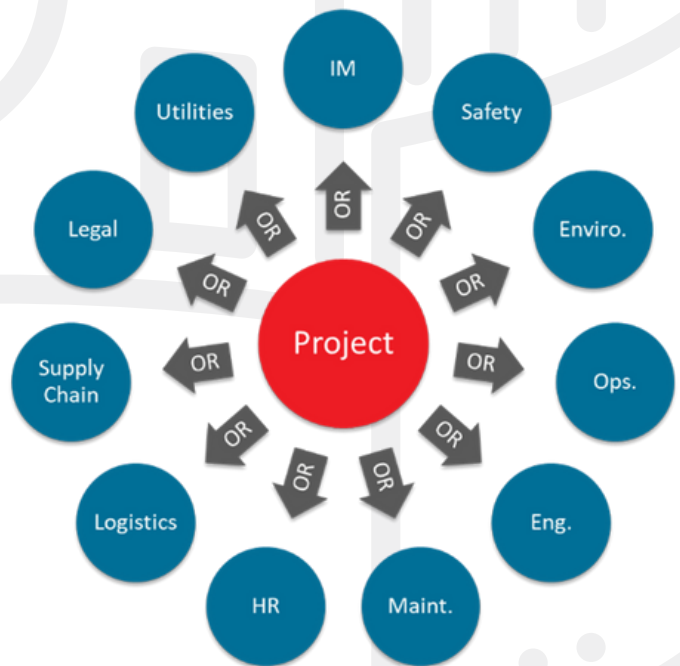 IM
Safety
Enviro.
Ops.
Eng.
Maint.
HR
Logistics
Supply
Chain
Legal
Utilities
OR
OR
OR
OR
OR
OR
OR
OR
OR
OR
OR
Project